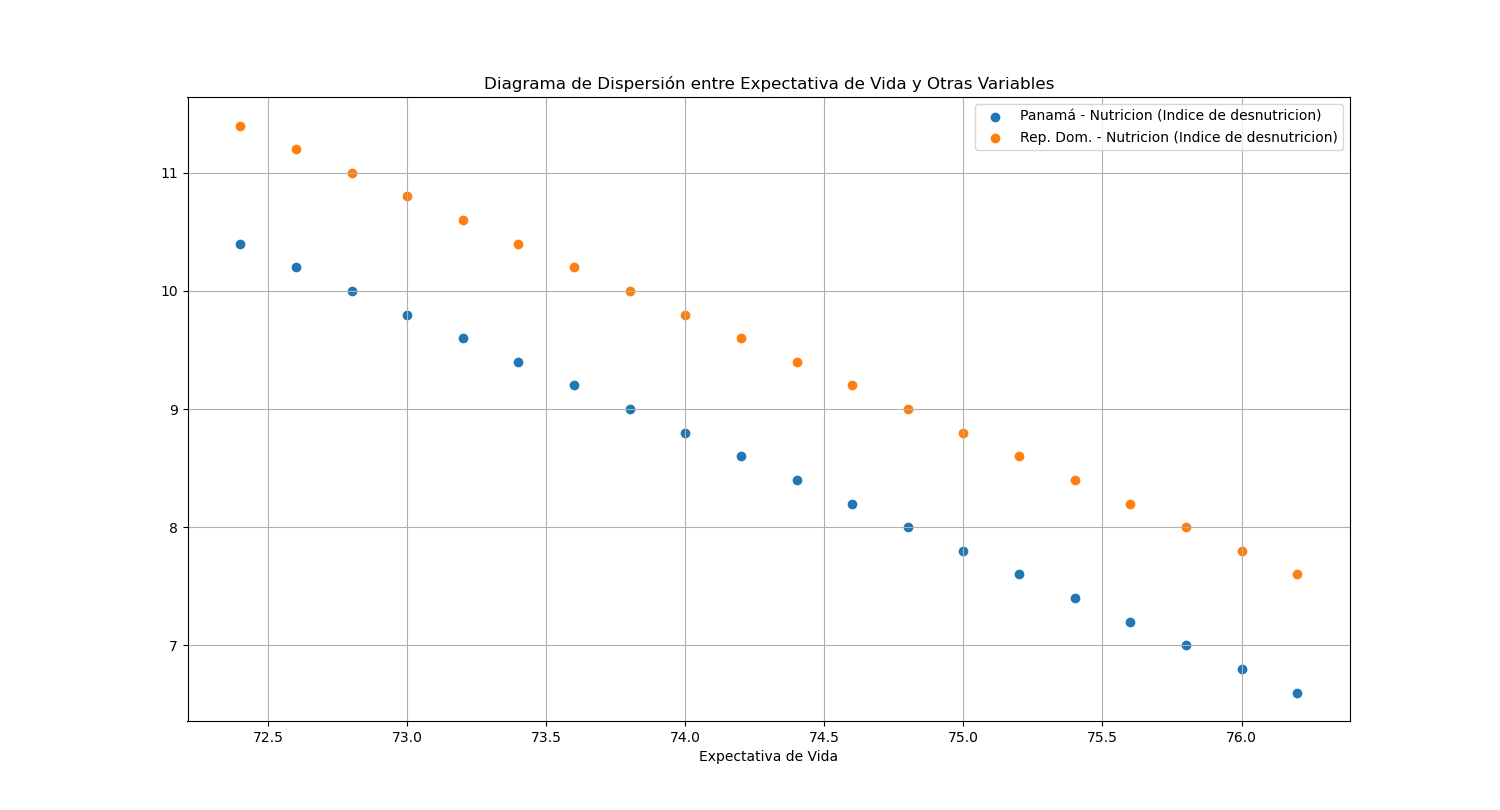 Diagrama de Dispersión entre Expectativa de Vida y Otras Variables
Panamá - Nutricion (Indice de desnutricion)
Rep. Dom. - Nutricion (Indice de desnutricion)
11
10
9
8
7
72.5 73.0 73.5 74.0 74.5 75.0 75.5 76.0
Expectativa de Vida